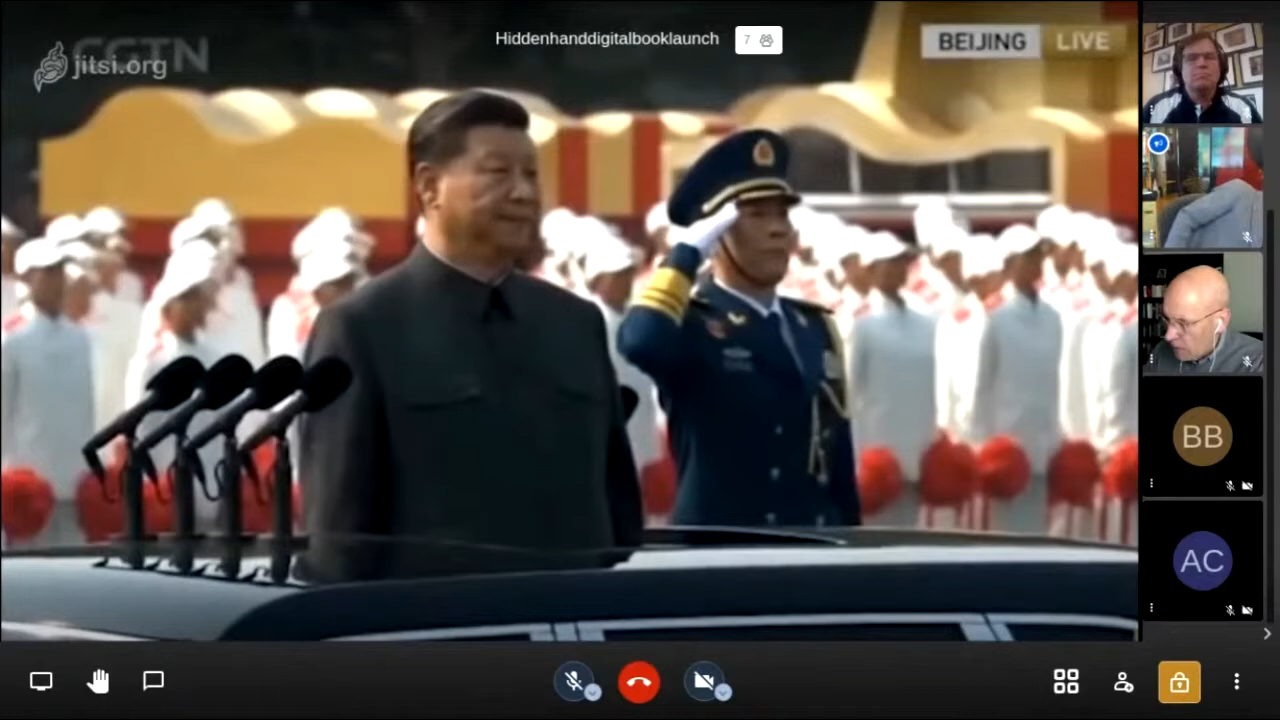 CGTN
jitsi.org
Hiddenhanddigitalbooklaunch
7
BEIJING LIVE
BB
AC